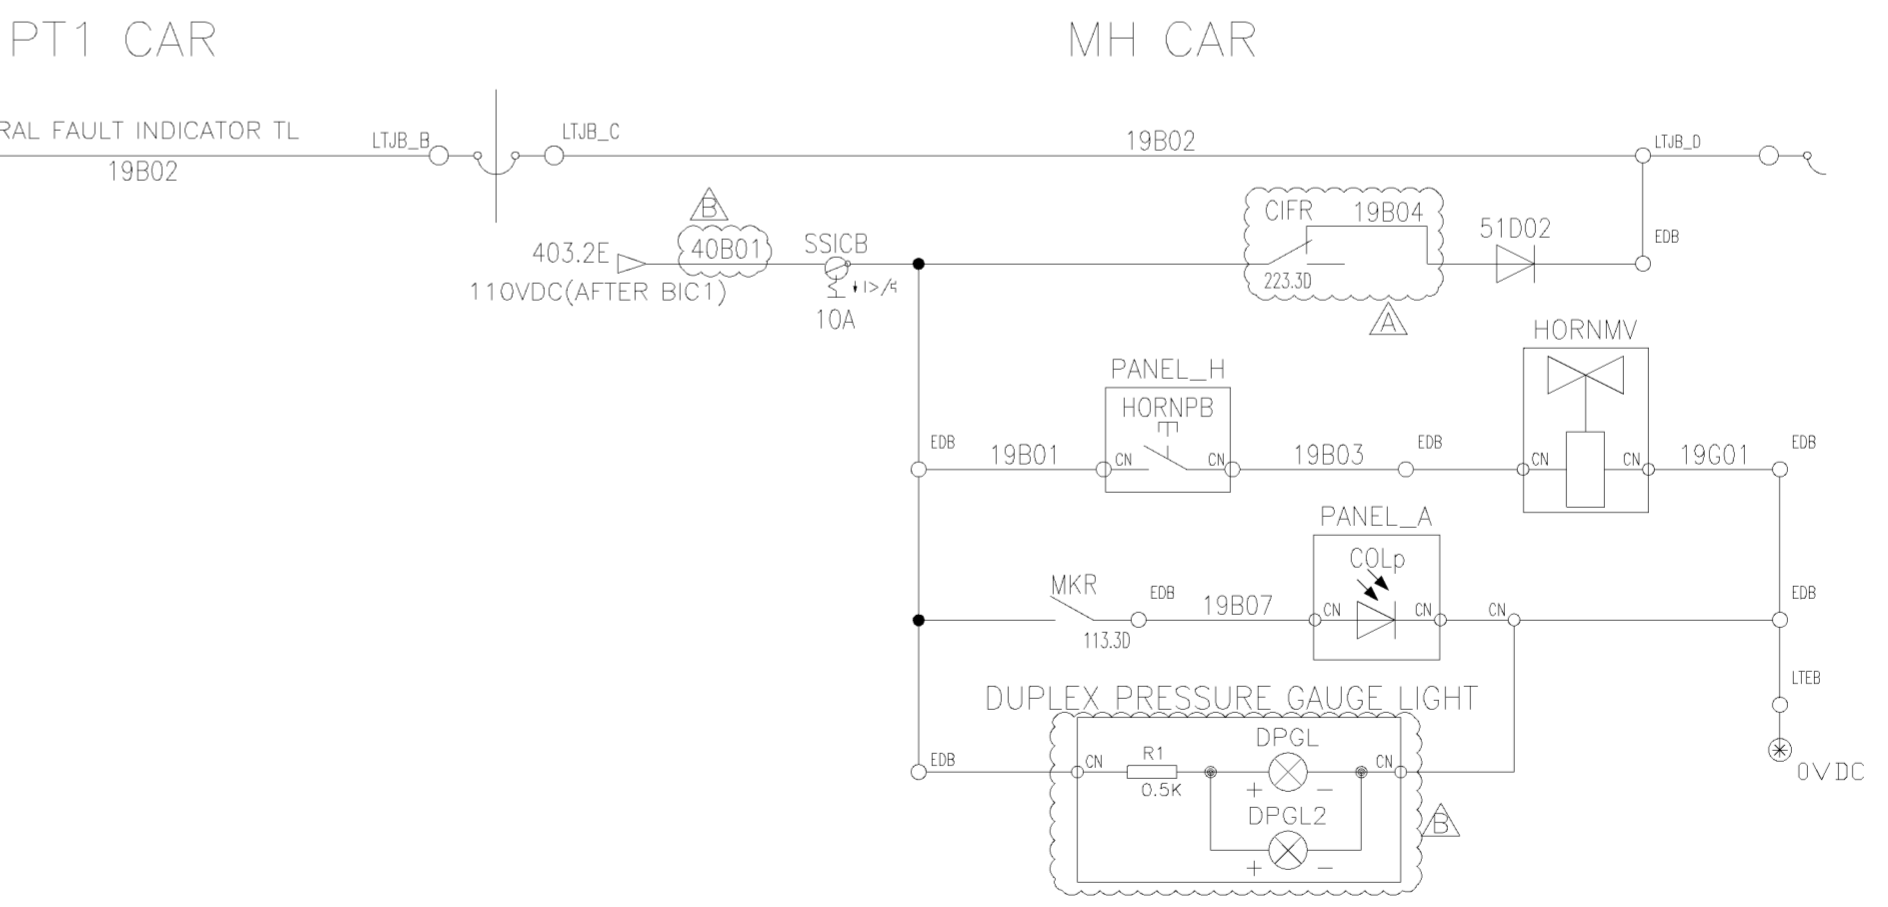 PT1 CAR
MH CAR
RAL FAULT INDICATOR TL
19B02
LTJB_B
LTJB_C
19B02
LTJB_D
B
403.2E
40B01
110VDC(AFTER BIC1)
SSICB
I>/
10A
CIFR
19B04
223.3D
A
51D02
EDB
HORNMV
PANEL_H
HORNPB
EDB
19B01
CN
CN
19B03
EDB
CN
CN
19G01
EDB
PANEL_A
COLp
MKR
113.3D
EDB
19B07
CN
CN
CN
EDB
LTEB
0VDC
DUPLEX PRESSURE GAUGE LIGHT
EDB
CN
R1
0.5K
DPGL
+ −
CN
DPGL2
+ −
B